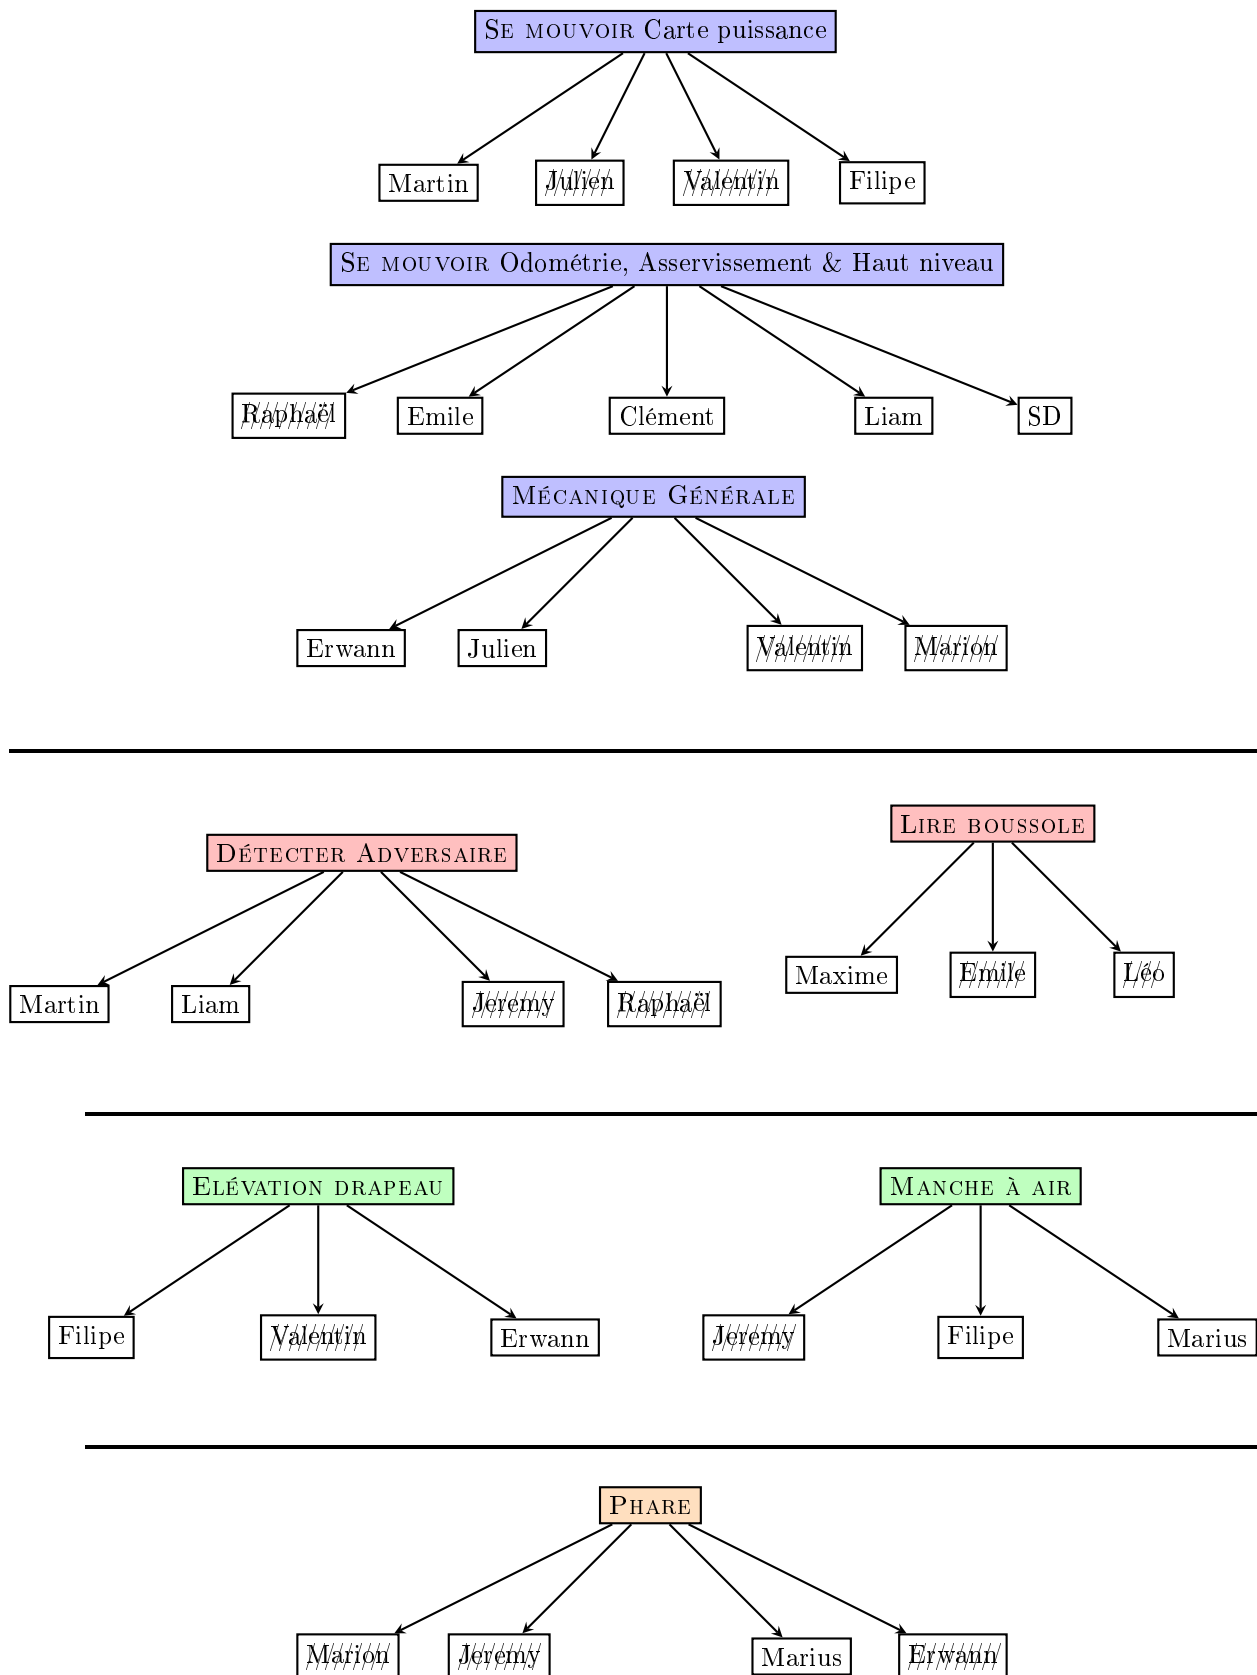 SE MOUVOIR Carte puissance
Martin Julien Valentin Filipe
SE MOUVOIR Odométrie, Asservissement & Haut niveau
Raphaël Emile Clément Liam SD
MÉCANIQUE GÉNÉRALE
Erwann Julien Valentin Marion
DÉTECTER ADVERSAIRE
Martin Liam Jeremy Raphaël
LIRE BOUSSOLE
Maxime Emile Léo
ELÉVATION DRAPEAU
Filipe Valentin Erwann
MANCHE À AIR
Jeremy Filipe Marius
PHARE
Marion Jeremy Marius Erwann